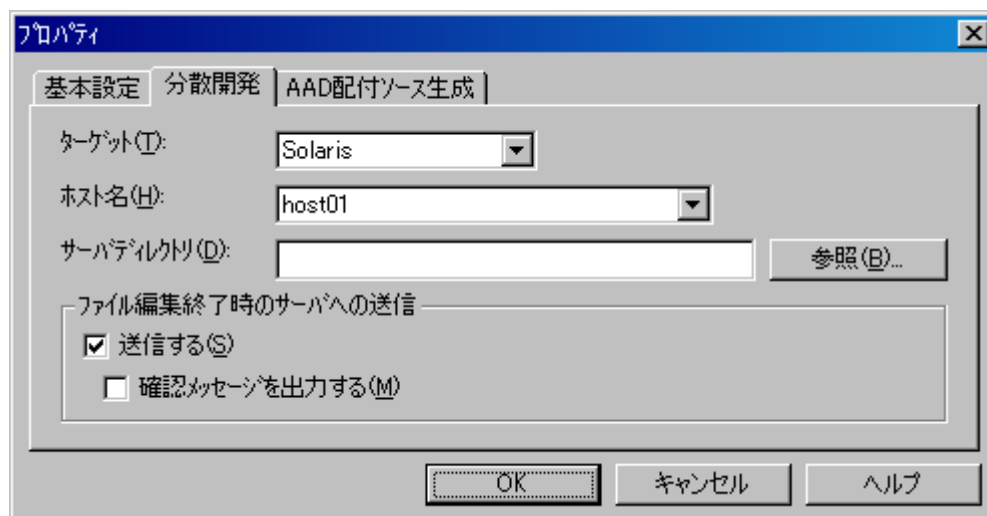 プロパティ
基本設定 分散開発 AAD配付ソース生成
ターゲット(T): Solaris
ホスト名(H): host01
サーバディレクトリ(D): 参照(B)...
ファイル編集終了時のサーバへの送信
送信する(S)
確認メッセージを出力する(M)
OK キャンセル ヘルプ